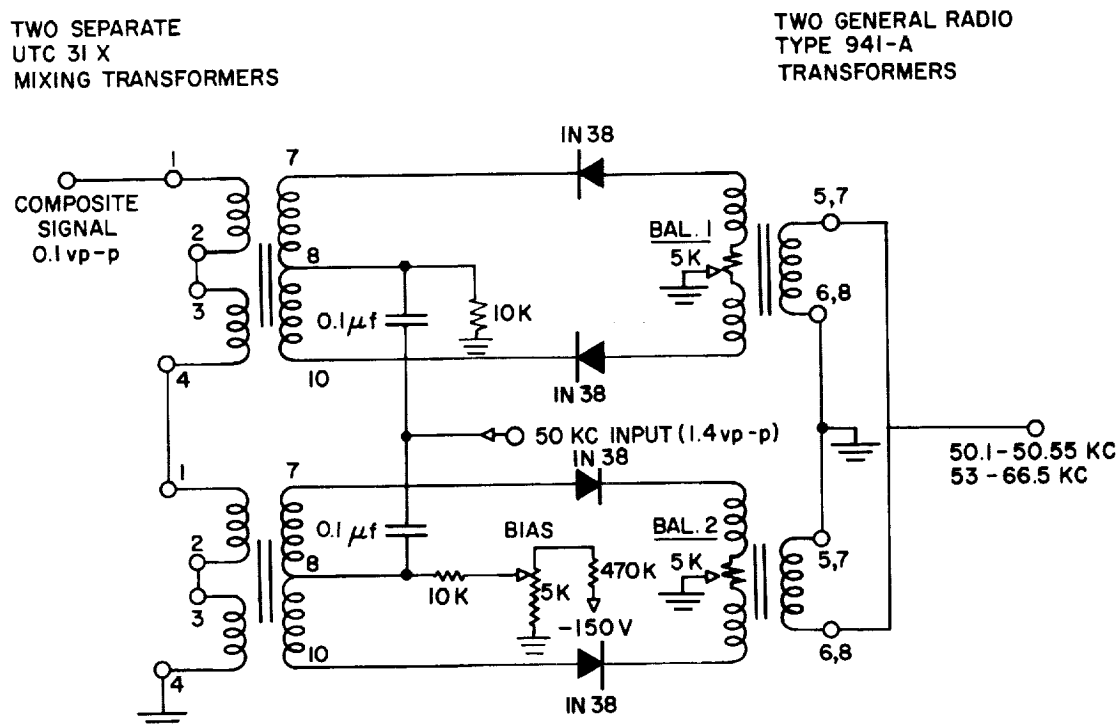 TWO SEPARATE
UTC 31 X
MIXING TRANSFORMERS
TWO GENERAL RADIO
TYPE 941-A
TRANSFORMERS
IN 38
1
7
COMPOSITE
SIGNAL
0.1 vp-p
2
8
3
0.1 μf
10K
BAL. 1
5K
5,7
6,8
4
10
IN 38
50 KC INPUT (1.4 vp-p)
50.1-50.55 KC
53-66.5 KC
1
7
IN 38
0.1 μf
BIAS
BAL. 2
2
8
10K
5K
470K
5K
5,7
3
-150V
4
10
IN 38
6,8